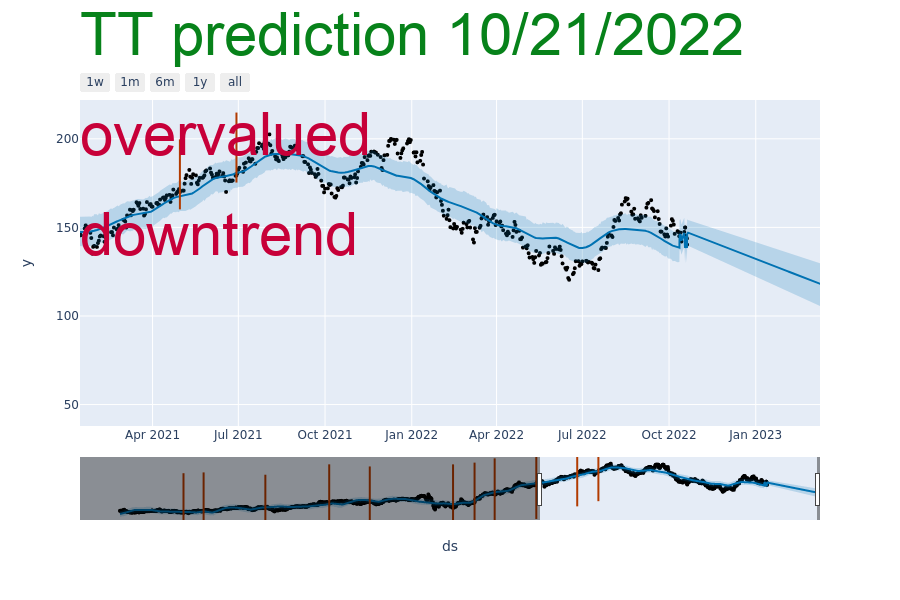 TT prediction 10/21/2022
1w 1m 6m 1y all
overvalued
downtrend
200
150
100
50
y
Apr 2021 Jul 2021 Oct 2021 Jan 2022 Apr 2022 Jul 2022 Oct 2022 Jan 2023
ds